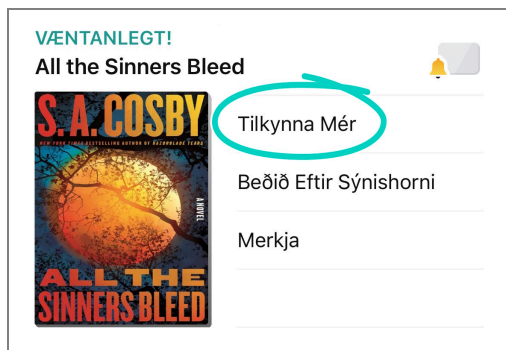 VÆNTANLEGT!
All the Sinners Bleed
S. A. COSBY
NEW YORK TIMES BESTSELLING AUTHOR OF RAZORBLADE TEARS
A NOVEL
ALL THE
SINNERS BLEED
Tilkynna Mér
Beðið Eftir Sýnishorni
Merkja